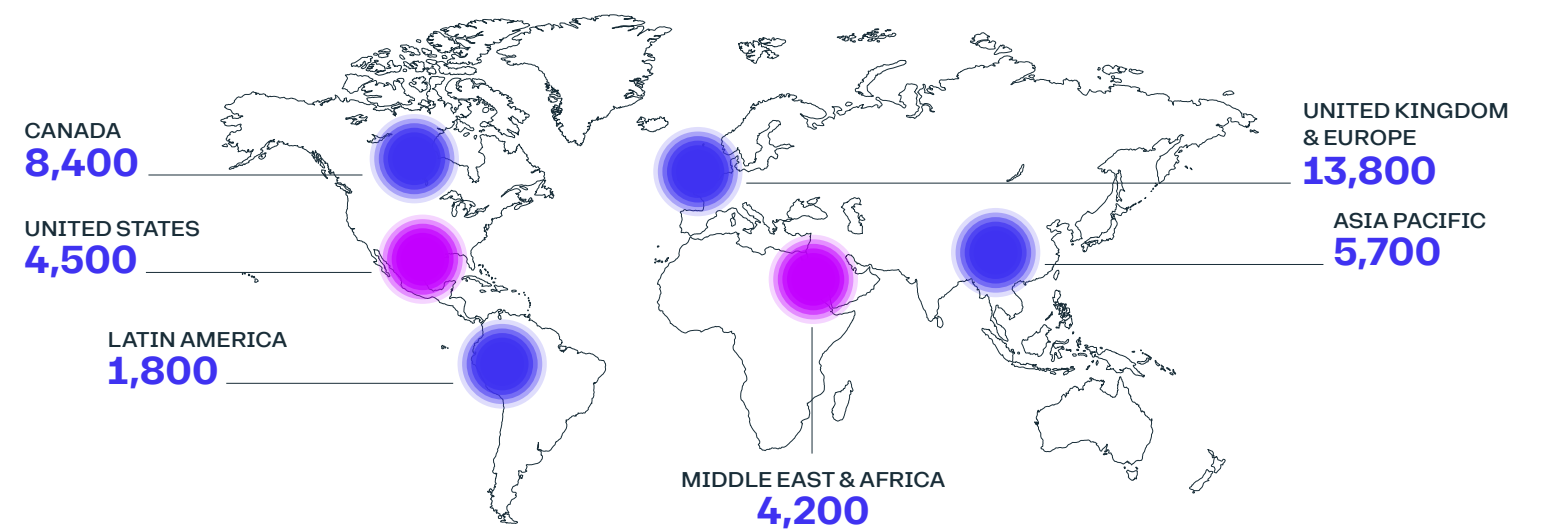 CANADA
8,400
UNITED STATES
4,500
LATIN AMERICA
1,800
UNITED KINGDOM
& EUROPE
13,800
ASIA PACIFIC
5,700
MIDDLE EAST & AFRICA
4,200